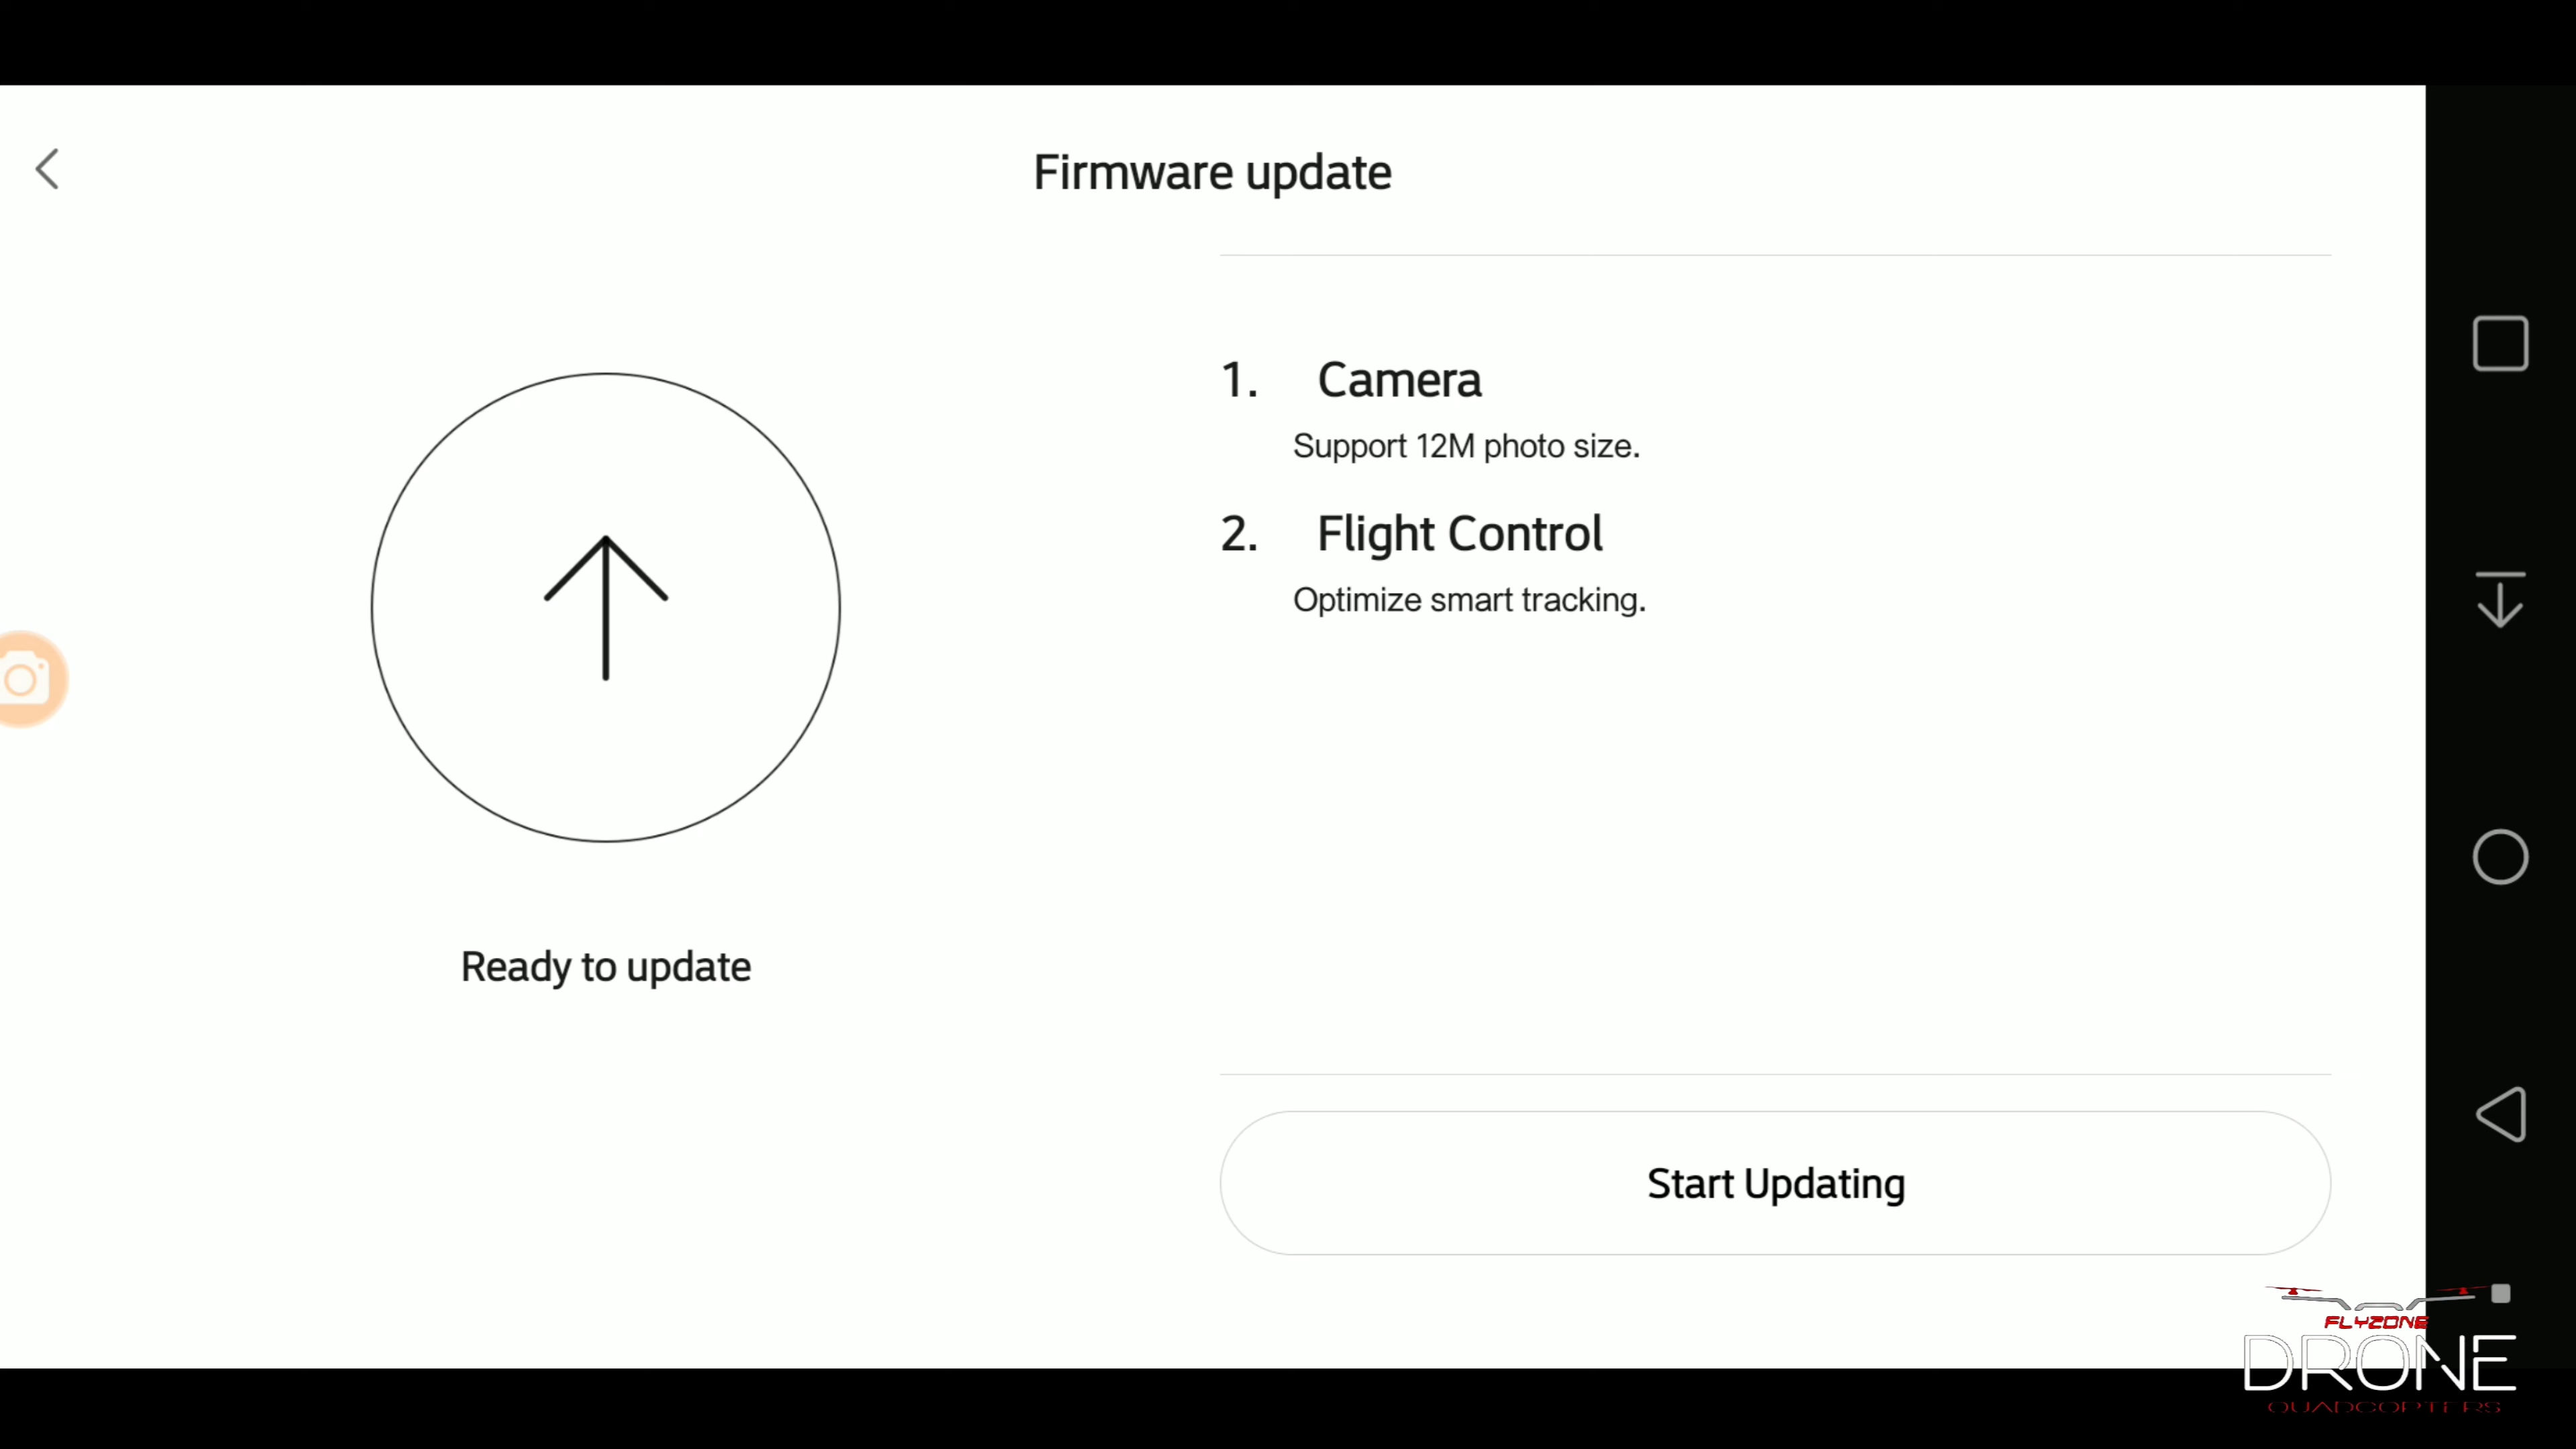 Firmware update
1. Camera
Support 12M photo size.
2. Flight Control
Optimize smart tracking.
Ready to update
Start Updating
FLYZONE
DRONE
QUADCOPTERS